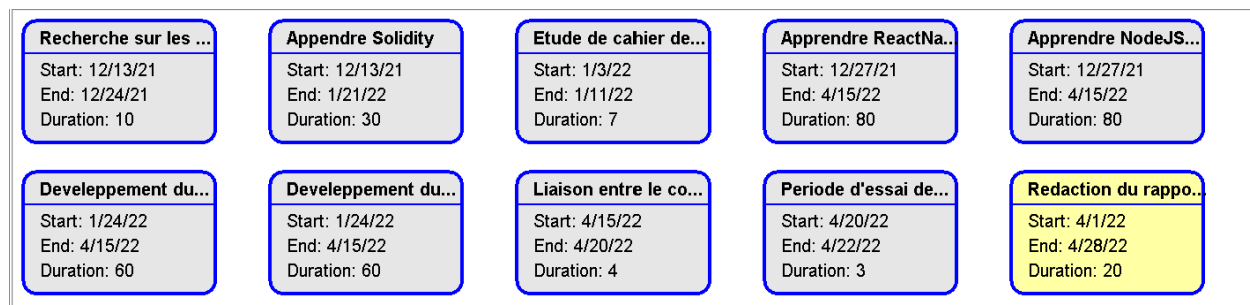 Recherche sur les ...
Start: 12/13/21
End: 12/24/21
Duration: 10
Appendre Solidity
Start: 12/13/21
End: 1/21/22
Duration: 30
Etude de cahier de...
Start: 1/3/22
End: 1/11/22
Duration: 7
Apprendre ReactNa...
Start: 12/27/21
End: 4/15/22
Duration: 80
Apprendre NodeJS...
Start: 12/27/21
End: 4/15/22
Duration: 80
Develeppement du...
Start: 1/24/22
End: 4/15/22
Duration: 60
Develeppement du...
Start: 1/24/22
End: 4/15/22
Duration: 60
Liaison entre le co...
Start: 4/15/22
End: 4/20/22
Duration: 4
Periode d'essai de...
Start: 4/20/22
End: 4/22/22
Duration: 3
Redaction du rappo...
Start: 4/1/22
End: 4/28/22
Duration: 20